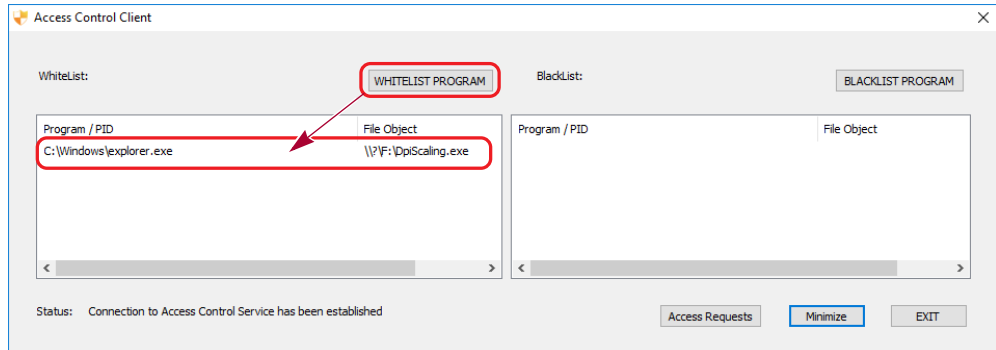 Access Control Client
WhiteList:
WHITELIST PROGRAM
BlackList:
BLACKLIST PROGRAM
Program / PID
File Object
Program / PID
File Object
C:\Windows\explorer.exe
\\?\F:\DpiScaling.exe
Status: Connection to Access Control Service has been established
Access Requests
Minimize
EXIT